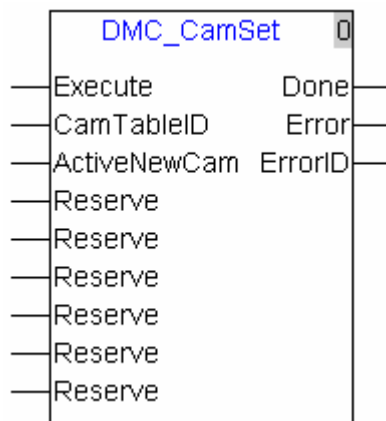 DMC_CamSet 0
Execute Done
CamTableID Error
ActiveNewCam ErrorID
Reserve
Reserve
Reserve
Reserve
Reserve
Reserve